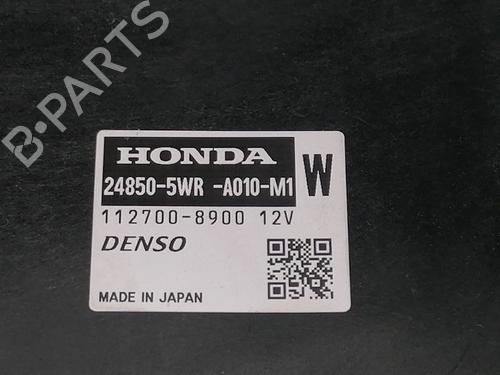 B-PARTS
HONDA
24850-5WR -A010-M1 W
112700-8900 12V
DENSO
MADE IN JAPAN